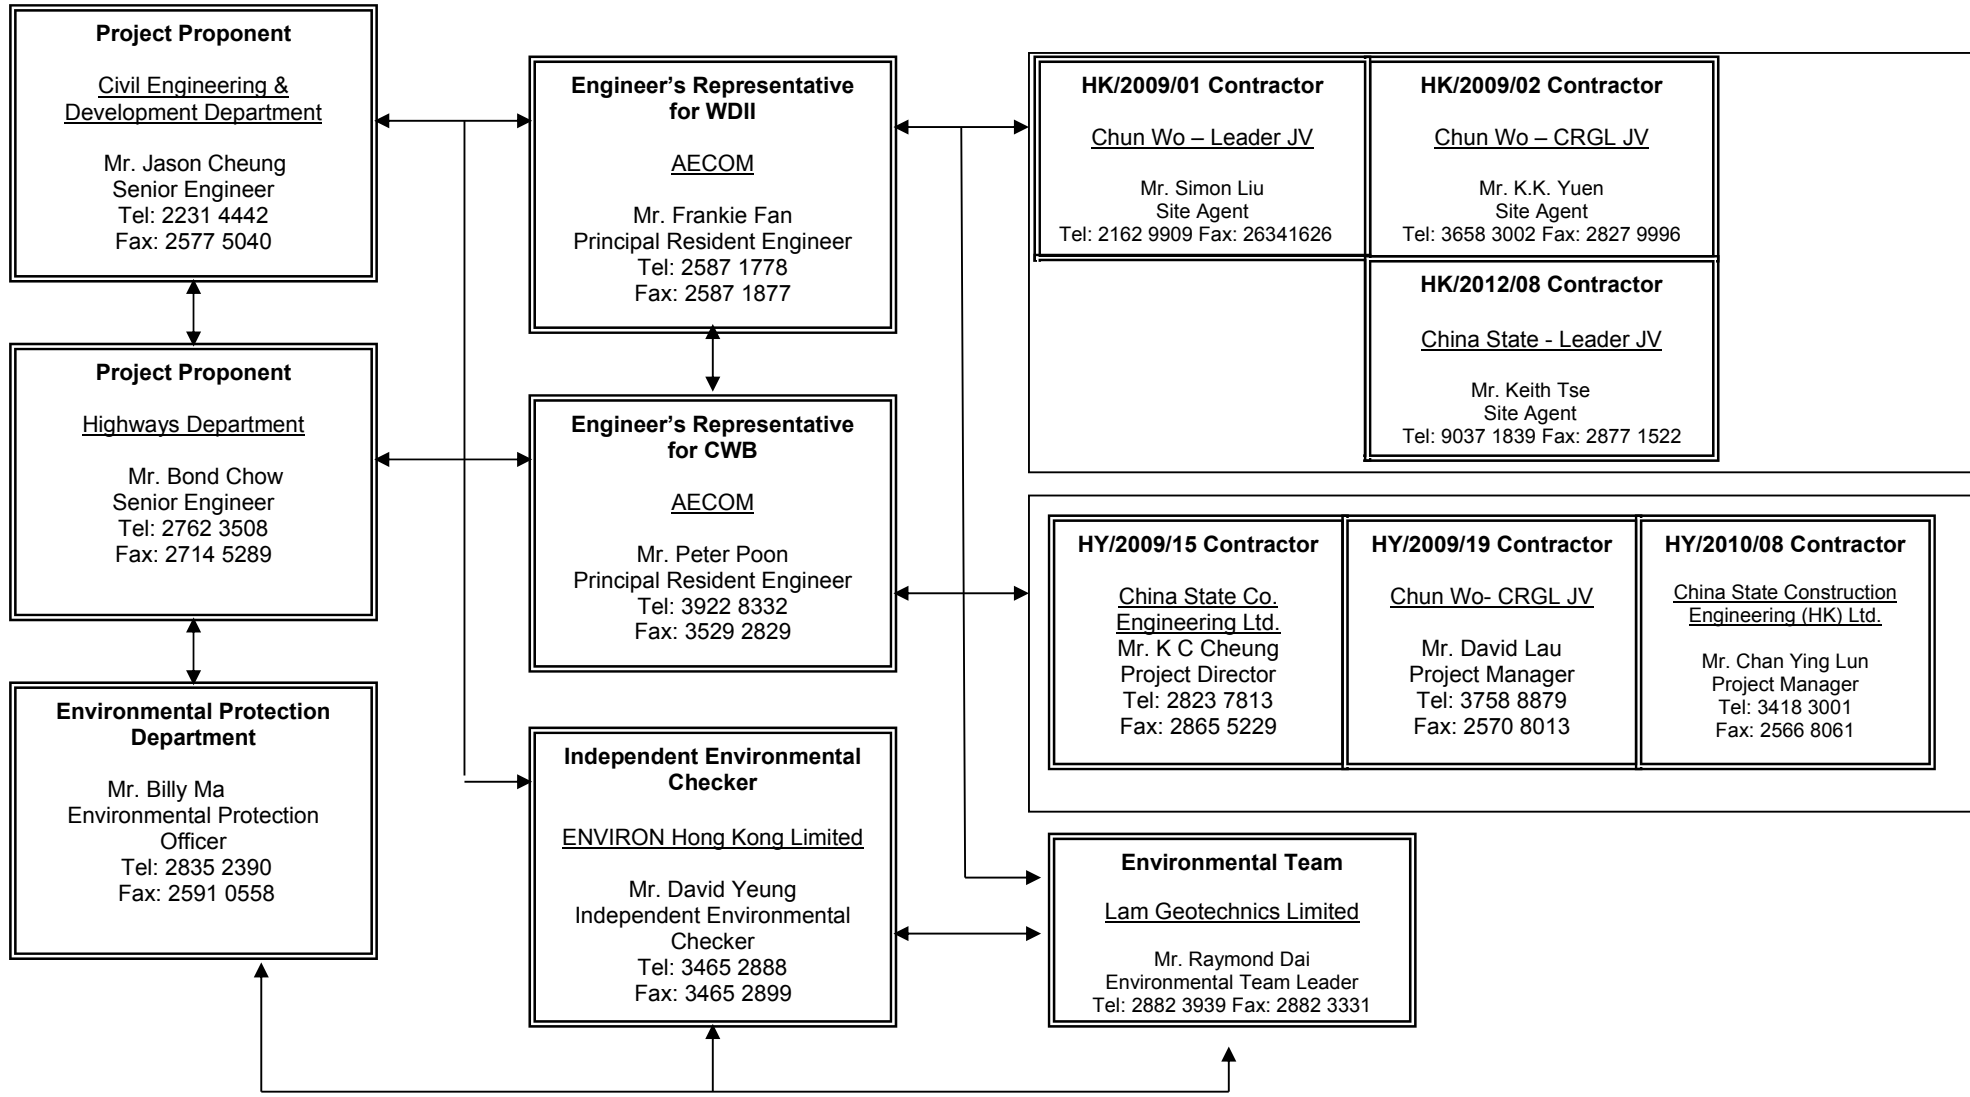 Project Proponent
Civil Engineering &
Development Department
Mr. Jason Cheung
Senior Engineer
Tel: 2231 4442
Fax: 2577 5040
Project Proponent
Highways Department
Mr. Bond Chow
Senior Engineer
Tel: 2762 3508
Fax: 2714 5289
Environmental Protection
Department
Mr. Billy Ma
Environmental Protection
Officer
Tel: 2835 2390
Fax: 2591 0558
Engineer’s Representative
for WDII
AECOM
Mr. Frankie Fan
Principal Resident Engineer
Tel: 2587 1778
Fax: 2587 1877
Engineer’s Representative
for CWB
AECOM
Mr. Peter Poon
Principal Resident Engineer
Tel: 3922 8332
Fax: 3529 2829
Independent Environmental
Checker
ENVIRON Hong Kong Limited
Mr. David Yeung
Independent Environmental
Checker
Tel: 3465 2888
Fax: 3465 2899
HK/2009/01 Contractor
Chun Wo – Leader JV
Mr. Simon Liu
Site Agent
Tel: 2162 9909 Fax: 26341626
HK/2009/02 Contractor
Chun Wo – CRGL JV
Mr. K.K. Yuen
Site Agent
Tel: 3658 3002 Fax: 2827 9996
HK/2012/08 Contractor
China State - Leader JV
Mr. Keith Tse
Site Agent
Tel: 9037 1839 Fax: 2877 1522
HY/2009/15 Contractor
China State Co.
Engineering Ltd.
Mr. K C Cheung
Project Director
Tel: 2823 7813
Fax: 2865 5229
HY/2009/19 Contractor
Chun Wo- CRGL JV
Mr. David Lau
Project Manager
Tel: 3758 8879
Fax: 2570 8013
HY/2010/08 Contractor
China State Construction
Engineering (HK) Ltd.
Mr. Chan Ying Lun
Project Manager
Tel: 3418 3001
Fax: 2566 8061
Environmental Team
Lam Geotechnics Limited
Mr. Raymond Dai
Environmental Team Leader
Tel: 2882 3939 Fax: 2882 3331